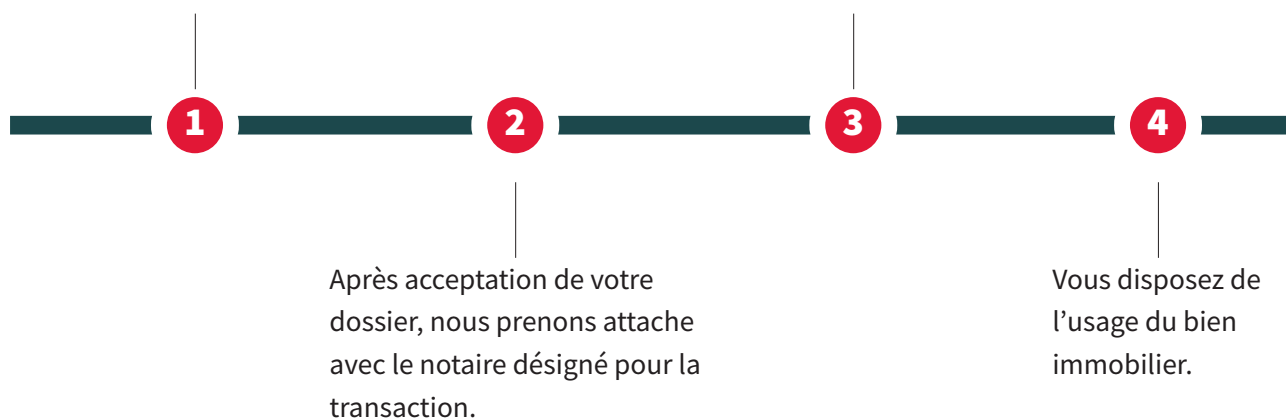 1
2
3
4
Après acceptation de votre
dossier, nous prenons attache
avec le notaire désigné pour la
transaction.
Vous disposez de
l’usage du bien
immobilier.